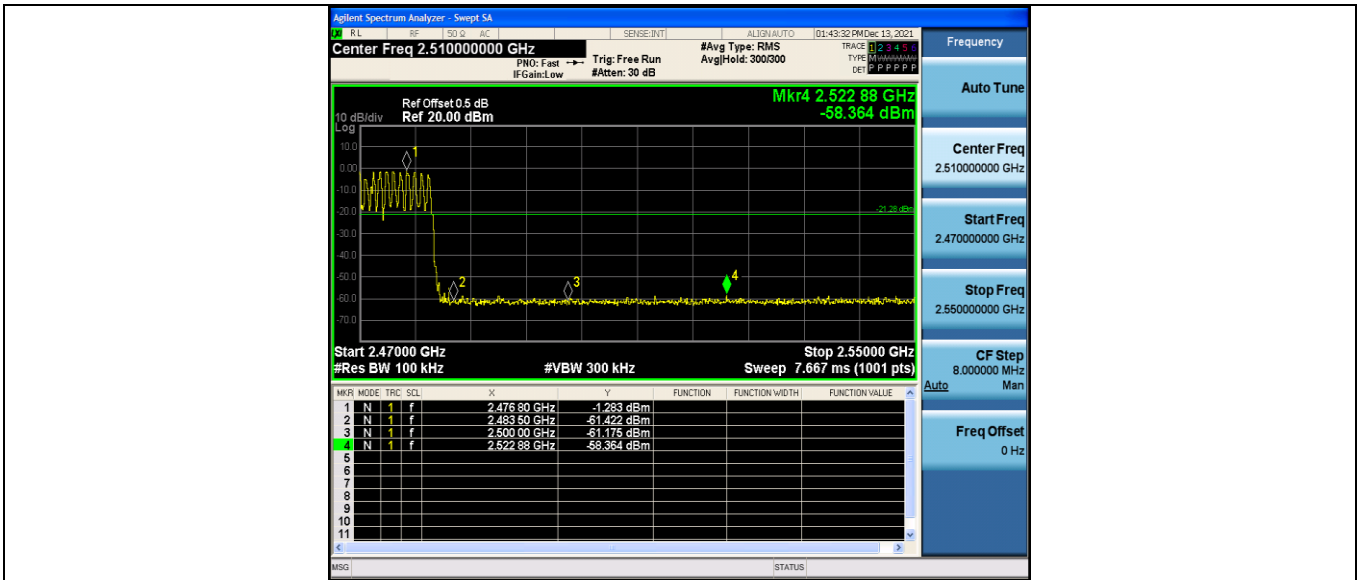 Agilent Spectrum Analyzer - Swept SA
RL RF 50 Ω AC SENSE:INT ALIGNAUTO 01:43:32 PM Dec 13, 2021
Center Freq 2.510000000 GHz
PNO: Fast
IFGain:Low
Trig: Free Run
#Atten: 30 dB
#Avg Type: RMS
Avg|Hold: 300/300
TRACE 1 2 3 4 5 6
TYPE M WWWWW
DET P P P P P P
Mkr4 2.522 88 GHz
-58.364 dBm
Ref Offset 0.5 dB
10 dB/div Ref 20.00 dBm
Log
10.0
0.00
-10.0
-20.0
-30.0
-40.0
-50.0
-60.0
-70.0
1
2
3
4
-21.28 dBm
Start 2.47000 GHz Stop 2.55000 GHz
#Res BW 100 kHz #VBW 300 kHz Sweep 7.667 ms (1001 pts)
MKR MODE TRC SCL X Y FUNCTION FUNCTION WIDTH FUNCTION VALUE
1 N 1 f 2.476 80 GHz -1.283 dBm
2 N 1 f 2.483 50 GHz -61.422 dBm
3 N 1 f 2.500 00 GHz -61.175 dBm
4 N 1 f 2.522 88 GHz -58.364 dBm
5
6
7
8
9
10
11
MSG STATUS
Frequency
Auto Tune
Center Freq
2.510000000 GHz
Start Freq
2.470000000 GHz
Stop Freq
2.550000000 GHz
CF Step
8.000000 MHz
Auto Man
Freq Offset
0 Hz